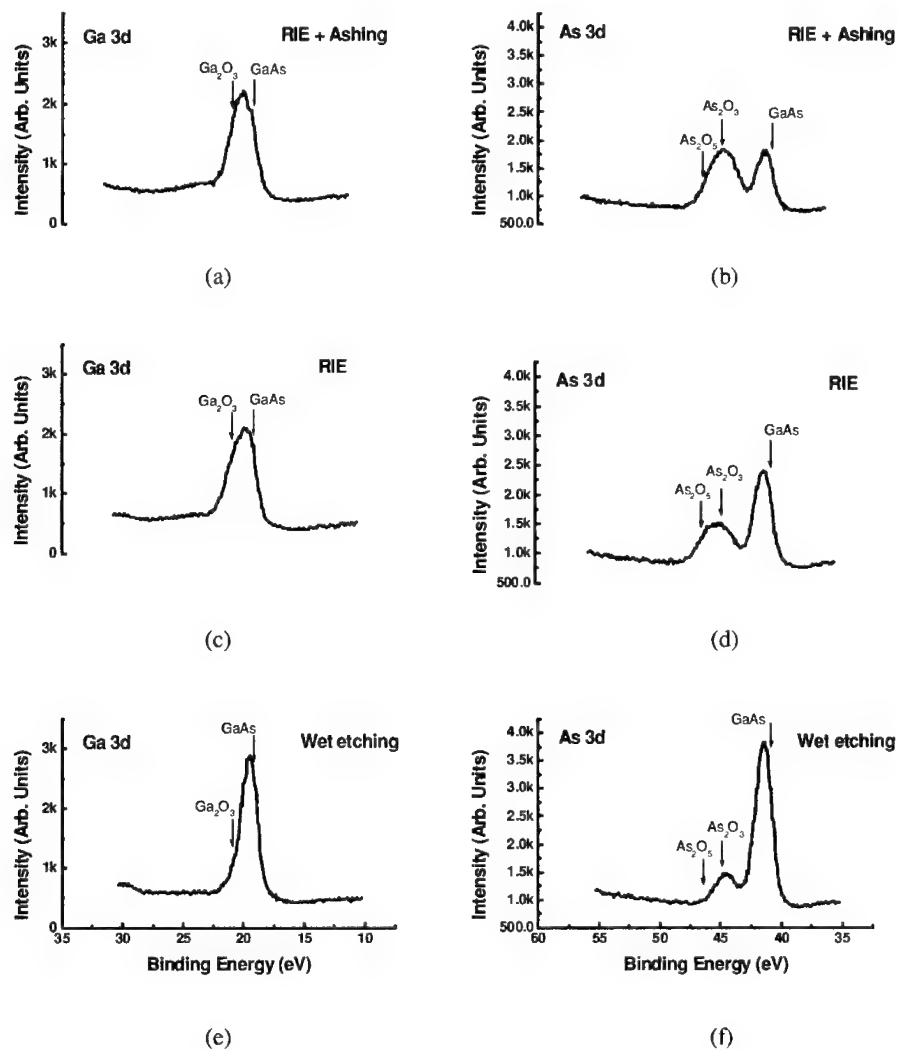 Ga 3d
RIE + Ashing
Ga₂O₃
GaAs
3k
2k
1k
0
Intensity (Arb. Units)
(a)
As 3d
RIE + Ashing
As₂O₅
As₂O₃
GaAs
4.0k
3.5k
3.0k
2.5k
2.0k
1.5k
1.0k
500.0
Intensity (Arb. Units)
(b)
Ga 3d
RIE
Ga₂O₃
GaAs
3k
2k
1k
0
Intensity (Arb. Units)
(c)
As 3d
RIE
As₂O₅
As₂O₃
GaAs
4.0k
3.5k
3.0k
2.5k
2.0k
1.5k
1.0k
500.0
Intensity (Arb. Units)
(d)
Ga 3d
Wet etching
GaAs
Ga₂O₃
3k
2k
1k
0
Intensity (Arb. Units)
35 30 25 20 15 10
Binding Energy (eV)
(e)
As 3d
Wet etching
GaAs
As₂O₅
As₂O₃
4.0k
3.5k
3.0k
2.5k
2.0k
1.5k
1.0k
500.0
Intensity (Arb. Units)
60 55 50 45 40 35
Binding Energy (eV)
(f)